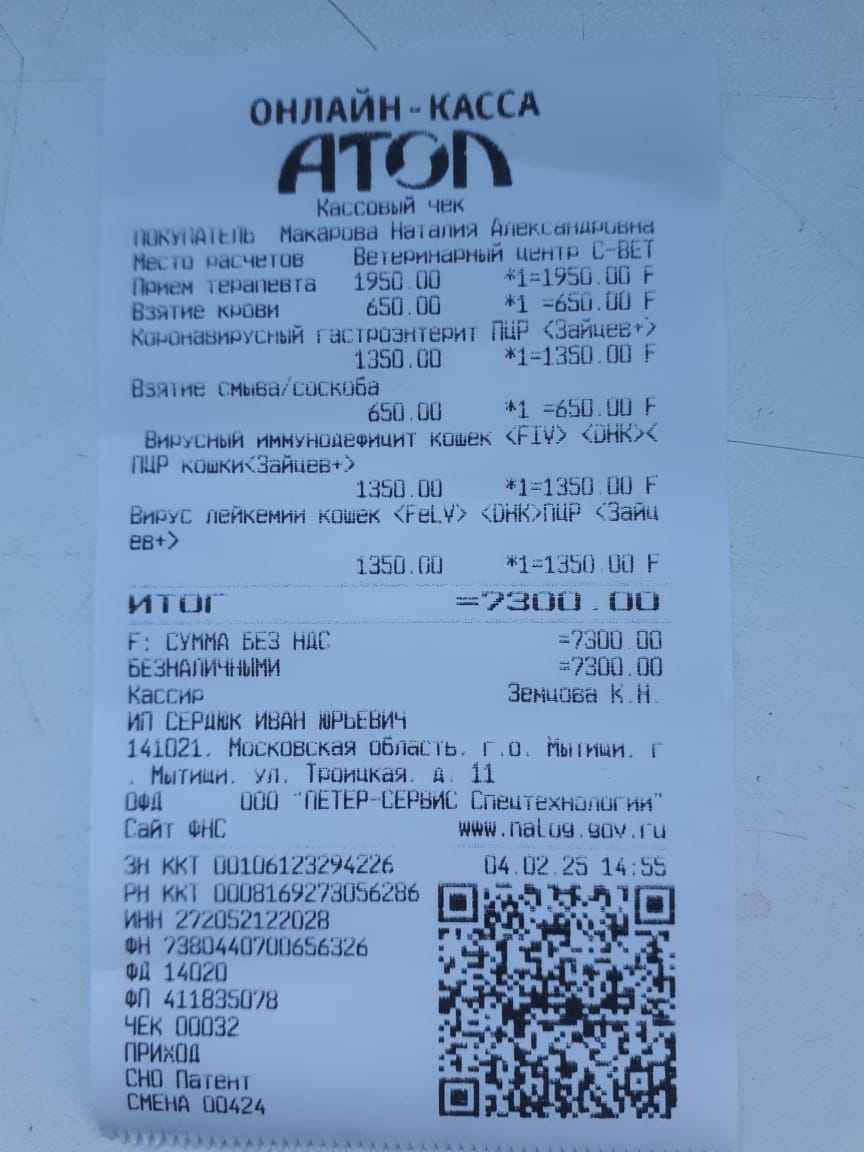 ОНЛАЙН-КАССА
АТОЛ
Кассовый чек
ПОКУПАТЕЛЬ Макарова Наталия Александровна
Место расчетов Ветеринарный центр С-ВЕТ
Прием терапевта 1950.00 *1=1950.00 F
Взятие крови 650.00 *1 =650.00 F
Коронавирусный гастроэнтерит ПЦР <Зайцев+>
1350.00 *1=1350.00 F
Взятие смыва/соскоба
650.00 *1 =650.00 F
Вирусный иммунодефицит кошек <FIV> <DHK><
ПЦР кошки<Зайцев+>
1350.00 *1=1350.00 F
Вирус лейкемии кошек <FeLV> <DHK>ПЦР <Зайц
ев+>
1350.00 *1=1350.00 F
ИТОГ =7300.00
F: СУММА БЕЗ НДС =7300.00
БЕЗНАЛИЧНЫМИ =7300.00
Кассир Земцова К.Н.
ИП СЕРДЮК ИВАН ЮРЬЕВИЧ
141021, Московская область, г.о. Мытищи, г
. Мытищи, ул. Троицкая, д. 11
ОФД ООО "ПЕТЕР-СЕРВИС Спецтехнологии"
Сайт ФНС www.nalog.gov.ru
ЗН ККТ 00106123294226 04.02.25 14:55
РН ККТ 0008169273056286
ИНН 272052122028
ФН 7380440700656326
ФД 14020
ФП 411835078
ЧЕК 00032
ПРИХОД
СНО Патент
СМЕНА 00424